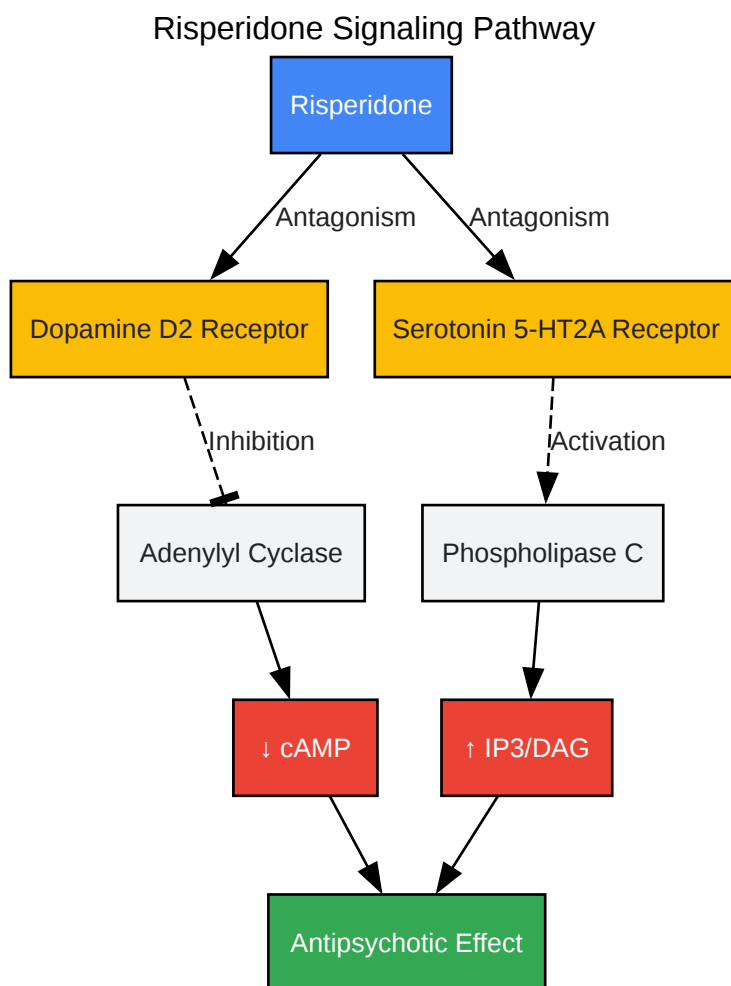 Risperidone Signaling Pathway
Risperidone
Antagonism
Antagonism
Dopamine D2 Receptor
Serotonin 5-HT2A Receptor
Inhibition
Activation
Adenylyl Cyclase
Phospholipase C
↓ cAMP
↑ IP3/DAG
Antipsychotic Effect